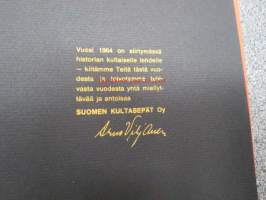 Vuosi 1964 on siirtymässä
historian kultaiselle lehdelle
— kiitämme Teitä tästä vuo-
desta ja toivotamme tule-
vasta vuodesta yhtä miellyt-
tävää ja antoisaa
SUOMEN KULTASEPÄT Oy